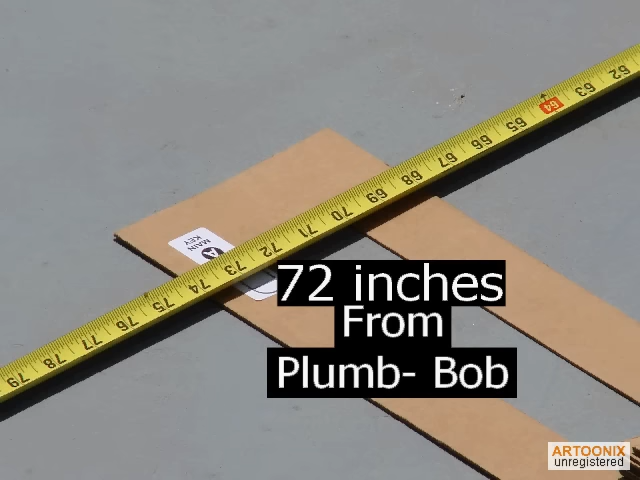 62
63
64
65
66
67
68
69
70
71
72
73
74
75
76
77
78
79
MAIN
KEY
A
72 inches
From
Plumb- Bob
ARTOONIX
unregistered